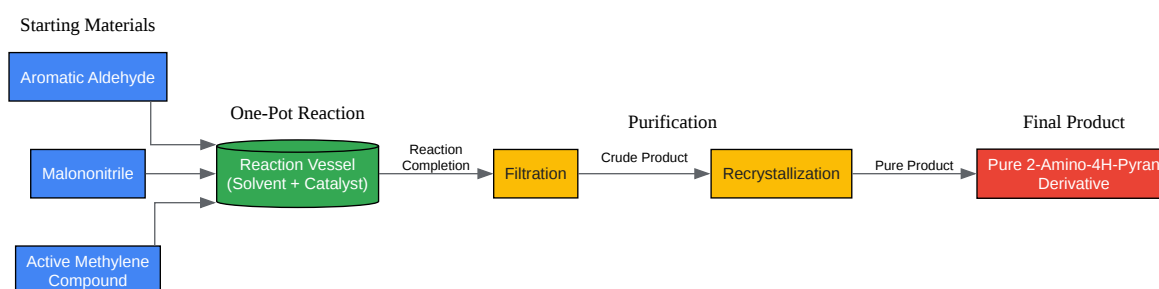 Starting Materials
Aromatic Aldehyde
Malononitrile
Active Methylene
Compound
One-Pot Reaction
Reaction Vessel
(Solvent + Catalyst)
Reaction
Completion
Purification
Filtration
Crude Product
Recrystallization
Pure Product
Final Product
Pure 2-Amino-4H-Pyran
Derivative